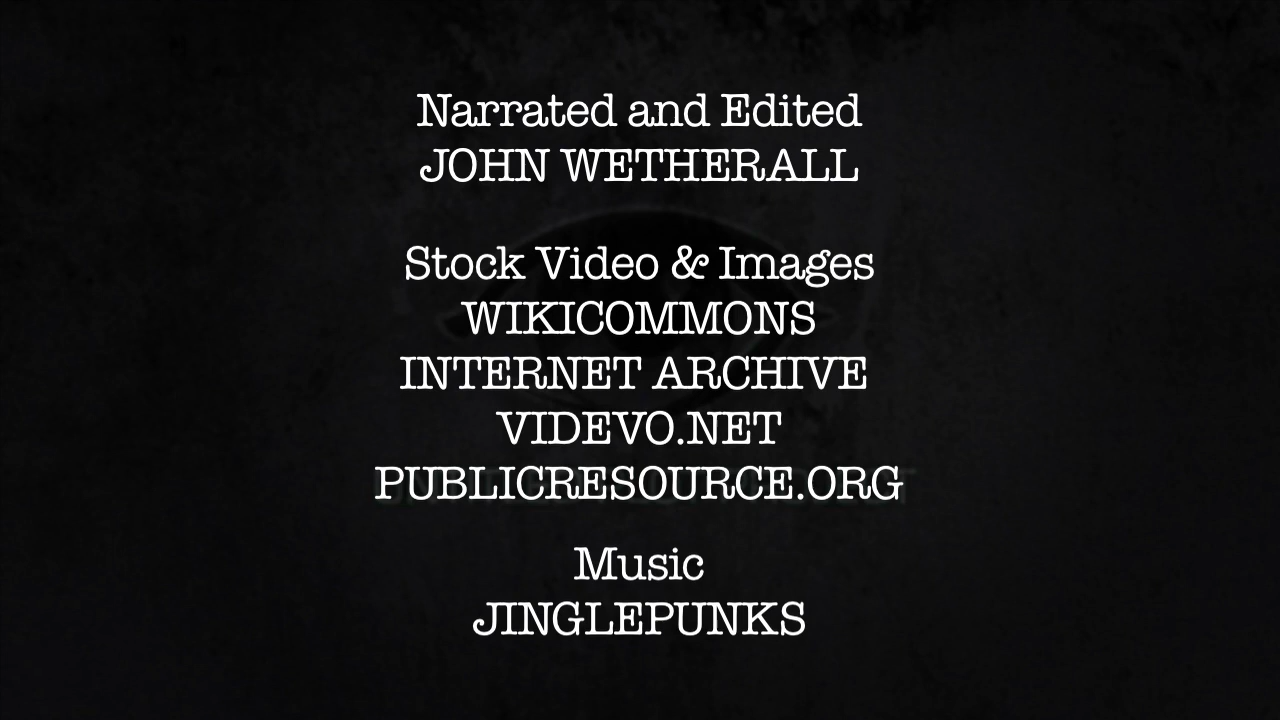 Narrated and Edited
JOHN WETHERALL
Stock Video & Images
WIKICOMMONS
INTERNET ARCHIVE
VIDEVO.NET
PUBLICRESOURCE.ORG
Music
JINGLEPUNKS